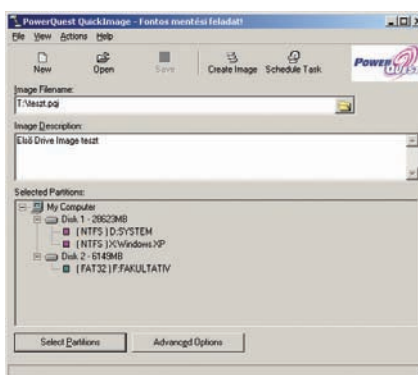 PowerQuest QuickImage - Fontos mentési feladat!
File View Actions Help
New Open Save Create Image Schedule Task
POWERQUEST
Image Filename:
T:\teszt.pqi
Image Description:
Első Drive Image teszt
Selected Partitions:
My Computer
Disk 1 - 28623MB
(NTFS) D:SYSTEM
(NTFS) X:Windows XP
Disk 2 - 6149MB
(FAT32) F:FAKULTATIV
Select Partitions Advanced Options